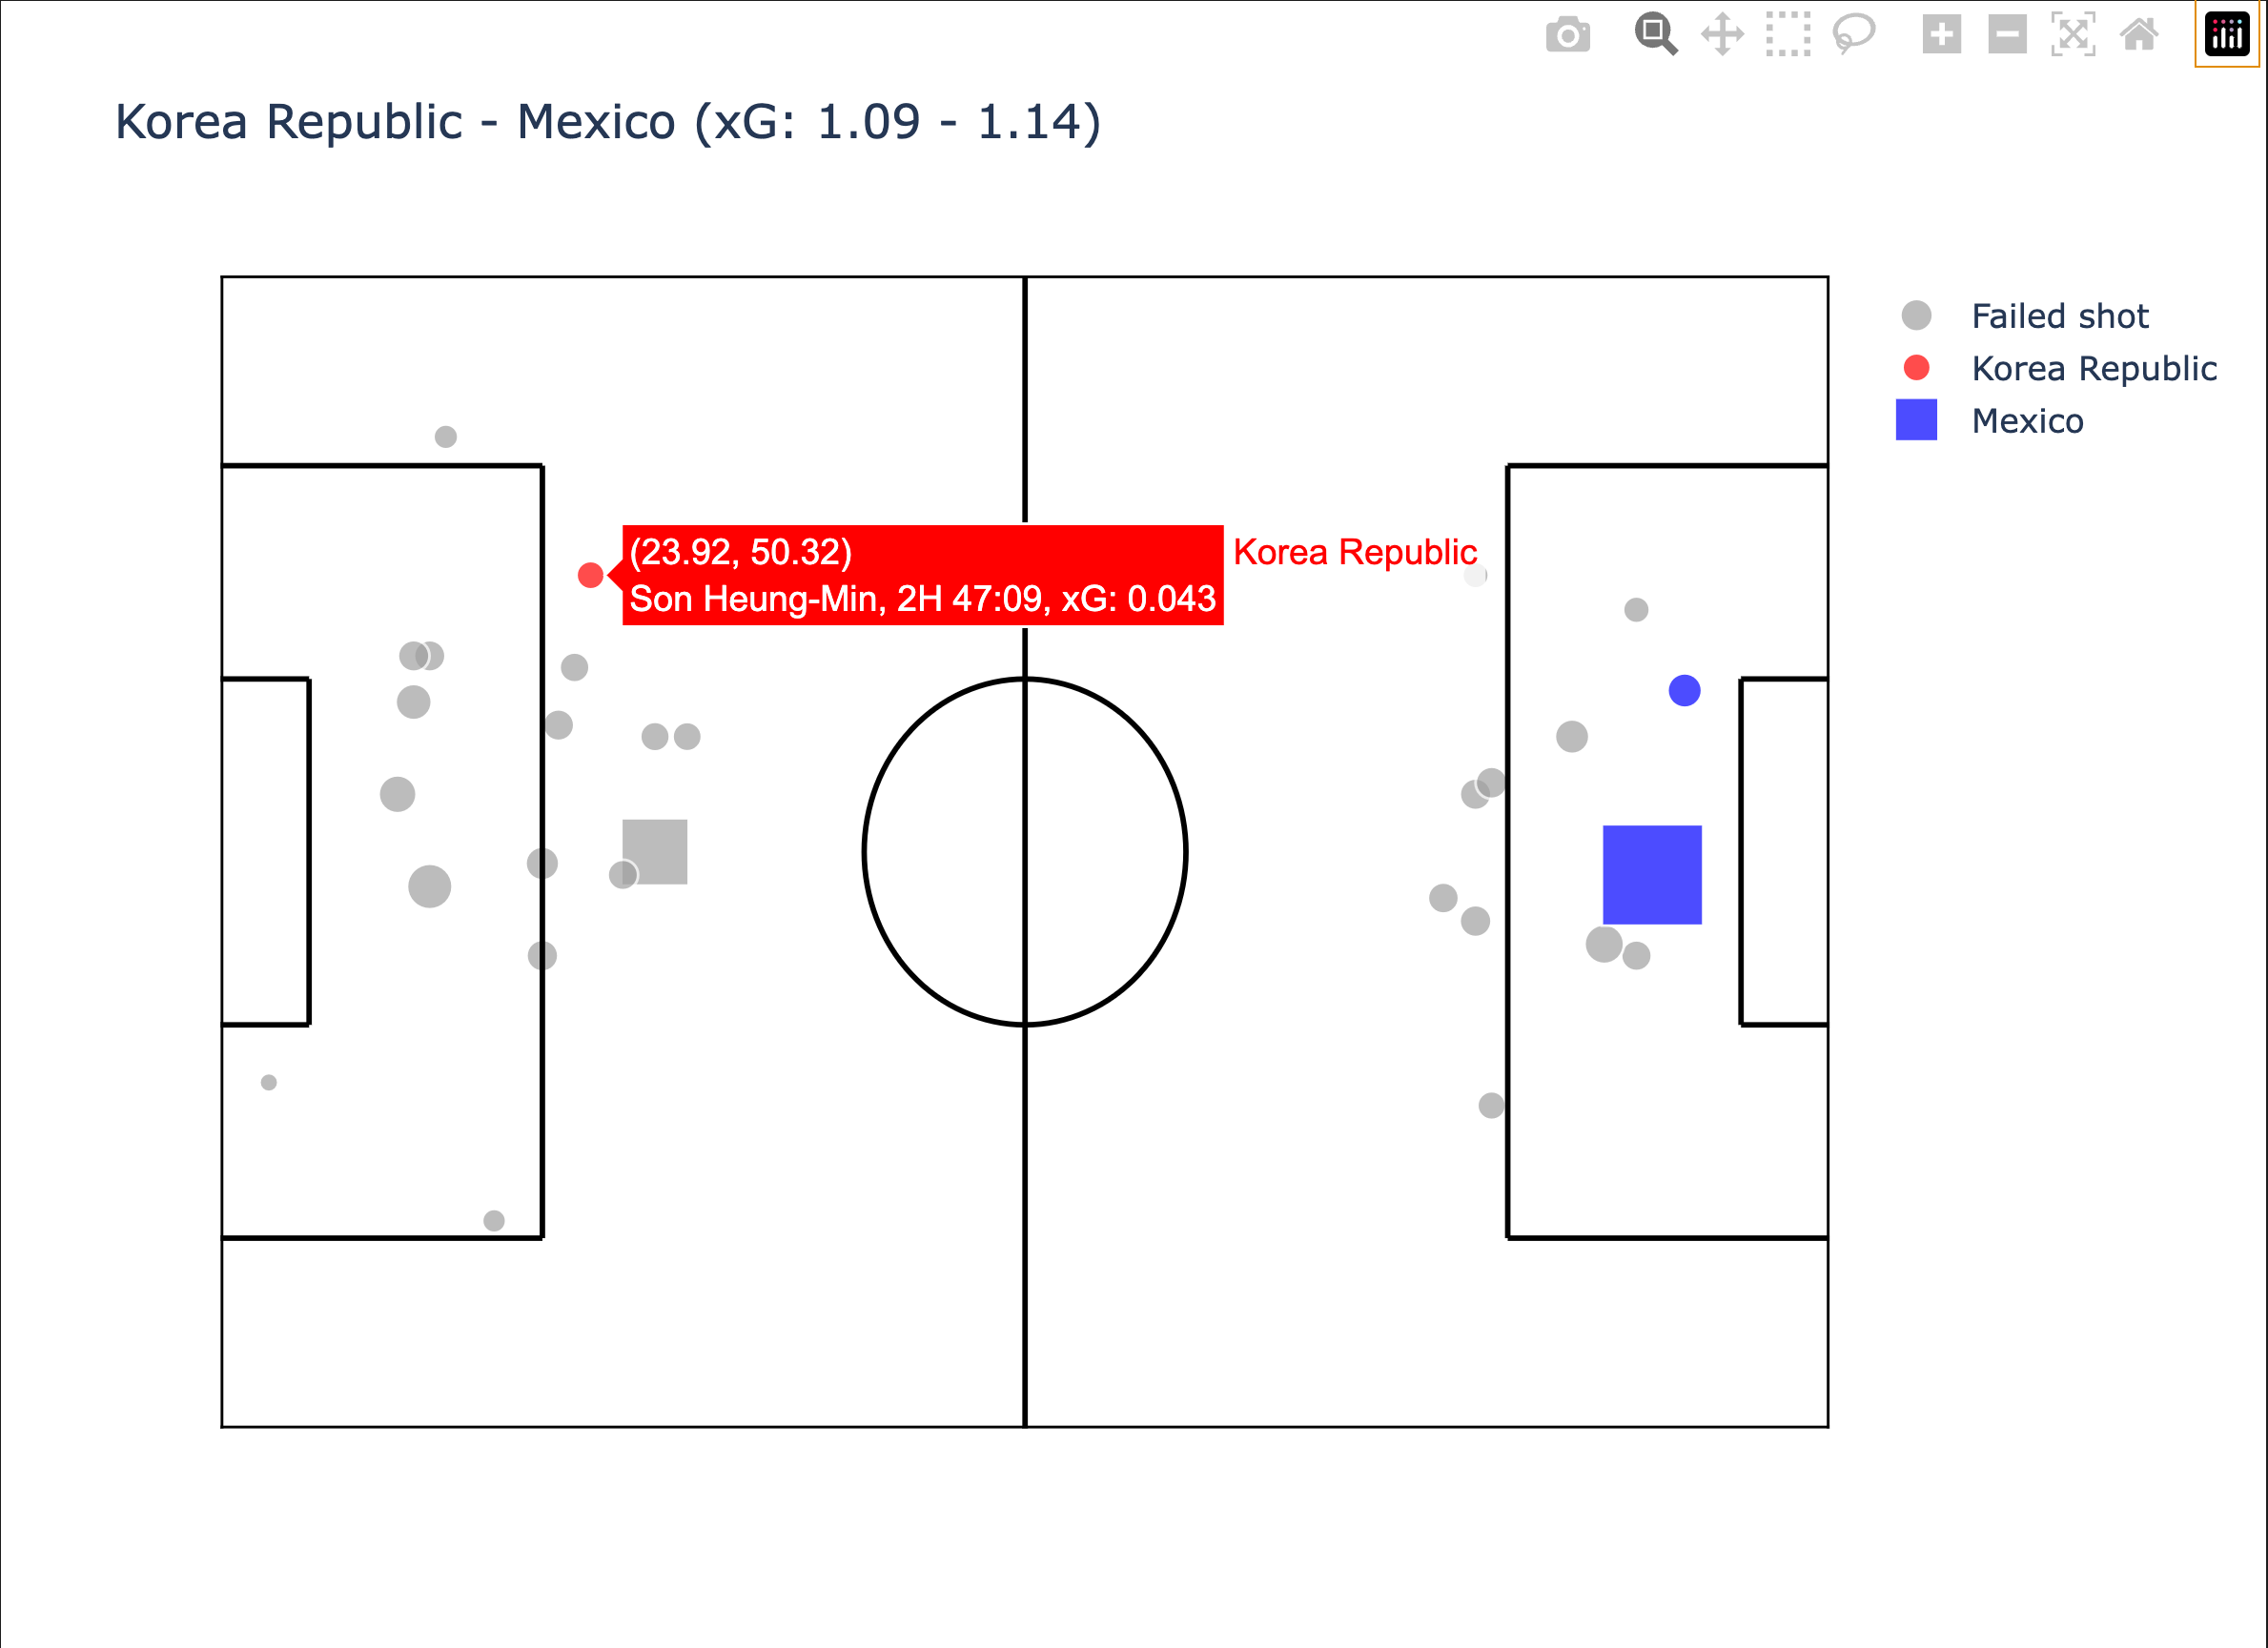 Korea Republic - Mexico (xG: 1.09 - 1.14)
Failed shot
Korea Republic
Mexico
(23.92, 50.32)
Son Heung-Min, 2H 47:09, xG: 0.043
Korea Republic